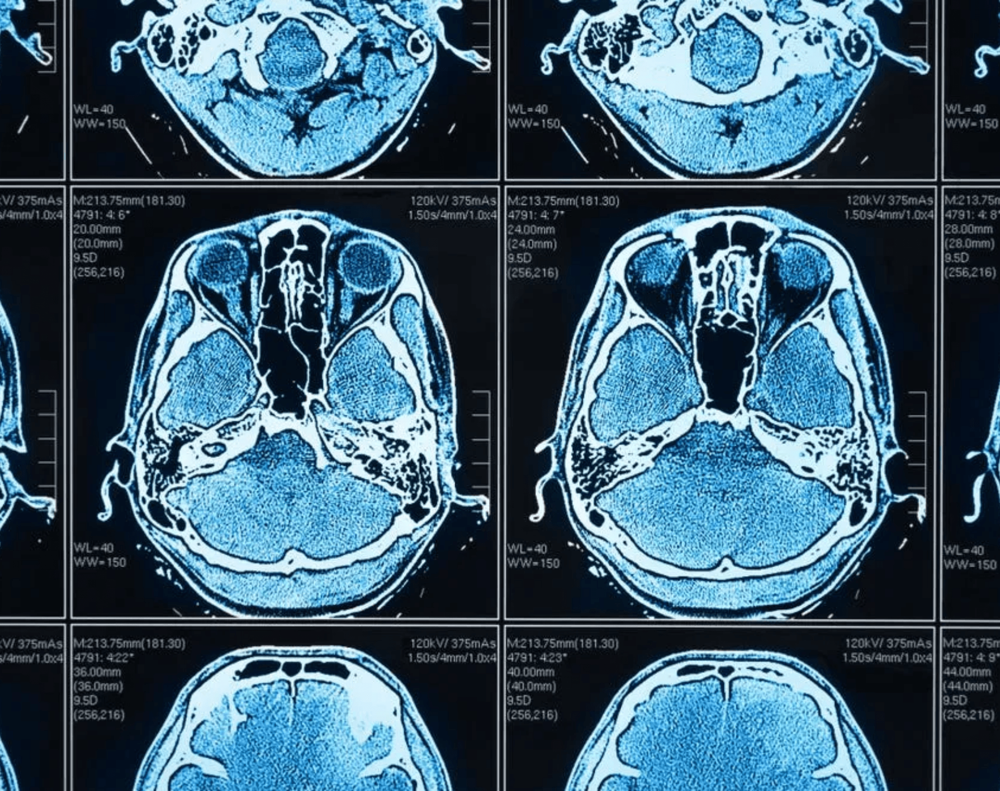 WL=40
WW=150
WL=40
WW=150
WL=40
WW=150
V/ 375mAs
s/4mm/1.0x4
M:213.75mm(181.30)
4791: 4: 6*
20.00mm
(20.0mm)
9.5D
(256,216)
120kV/ 375mAs
1.50s/4mm/1.0x4
WL=40
WW=150
M:213.75mm(181.30)
4791: 4: 7*
24.00mm
(24.0mm)
9.5D
(256,216)
120kV/ 375mAs
1.50s/4mm/1.0x4
WL=40
WW=150
M:213.75m
4791: 4: 8*
28.00mm
(28.0mm)
9.5D
(256,216)
WL=40
WW=150
V/ 375mAs
s/4mm/1.0x4
M:213.75mm(181.30)
4791: 4:22*
36.00mm
(36.0mm)
9.5D
(256,216)
120kV/ 375mAs
1.50s/4mm/1.0x4
M:213.75mm(181.30)
4791: 4:23*
40.00mm
(40.0mm)
9.5D
(256,216)
120kV/ 375mAs
1.50s/4mm/1.0x4
M:213.75m
4791: 4: 9*
44.00mm
(44.0mm)
9.5D
(256,216)